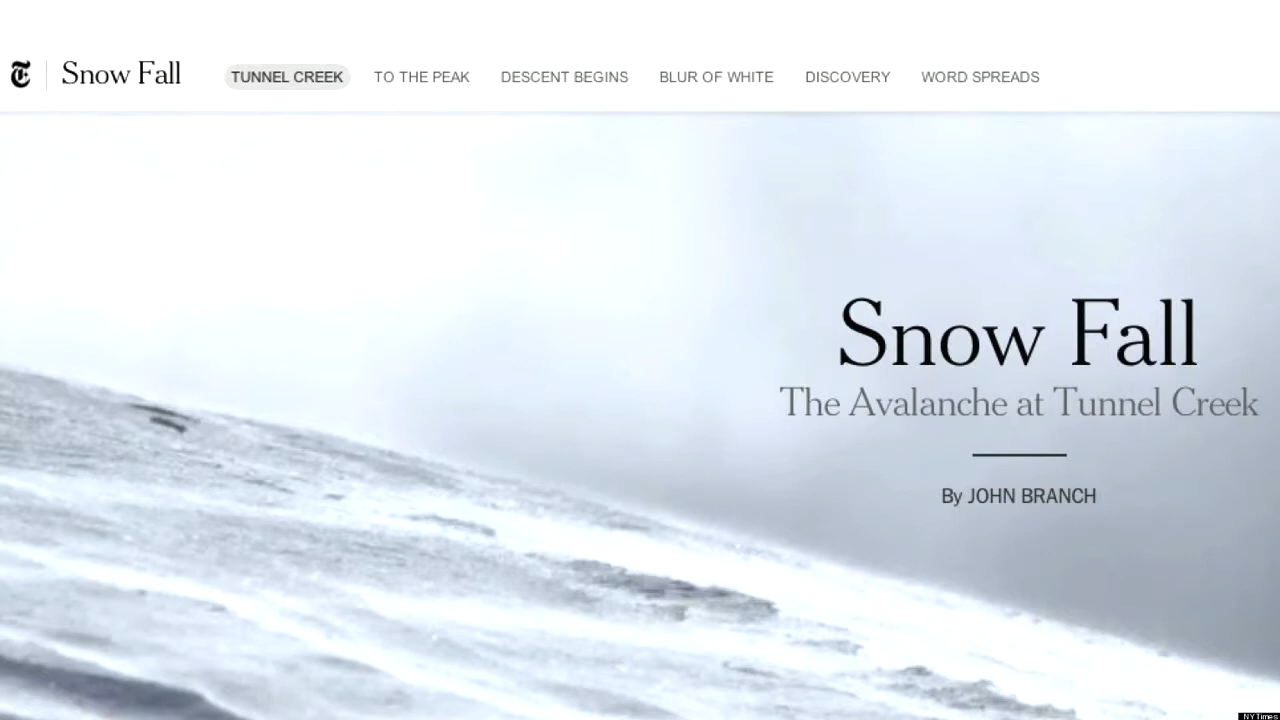 T Snow Fall TUNNEL CREEK TO THE PEAK DESCENT BEGINS BLUR OF WHITE DISCOVERY WORD SPREADS
Snow Fall
The Avalanche at Tunnel Creek
By JOHN BRANCH
NYTimes